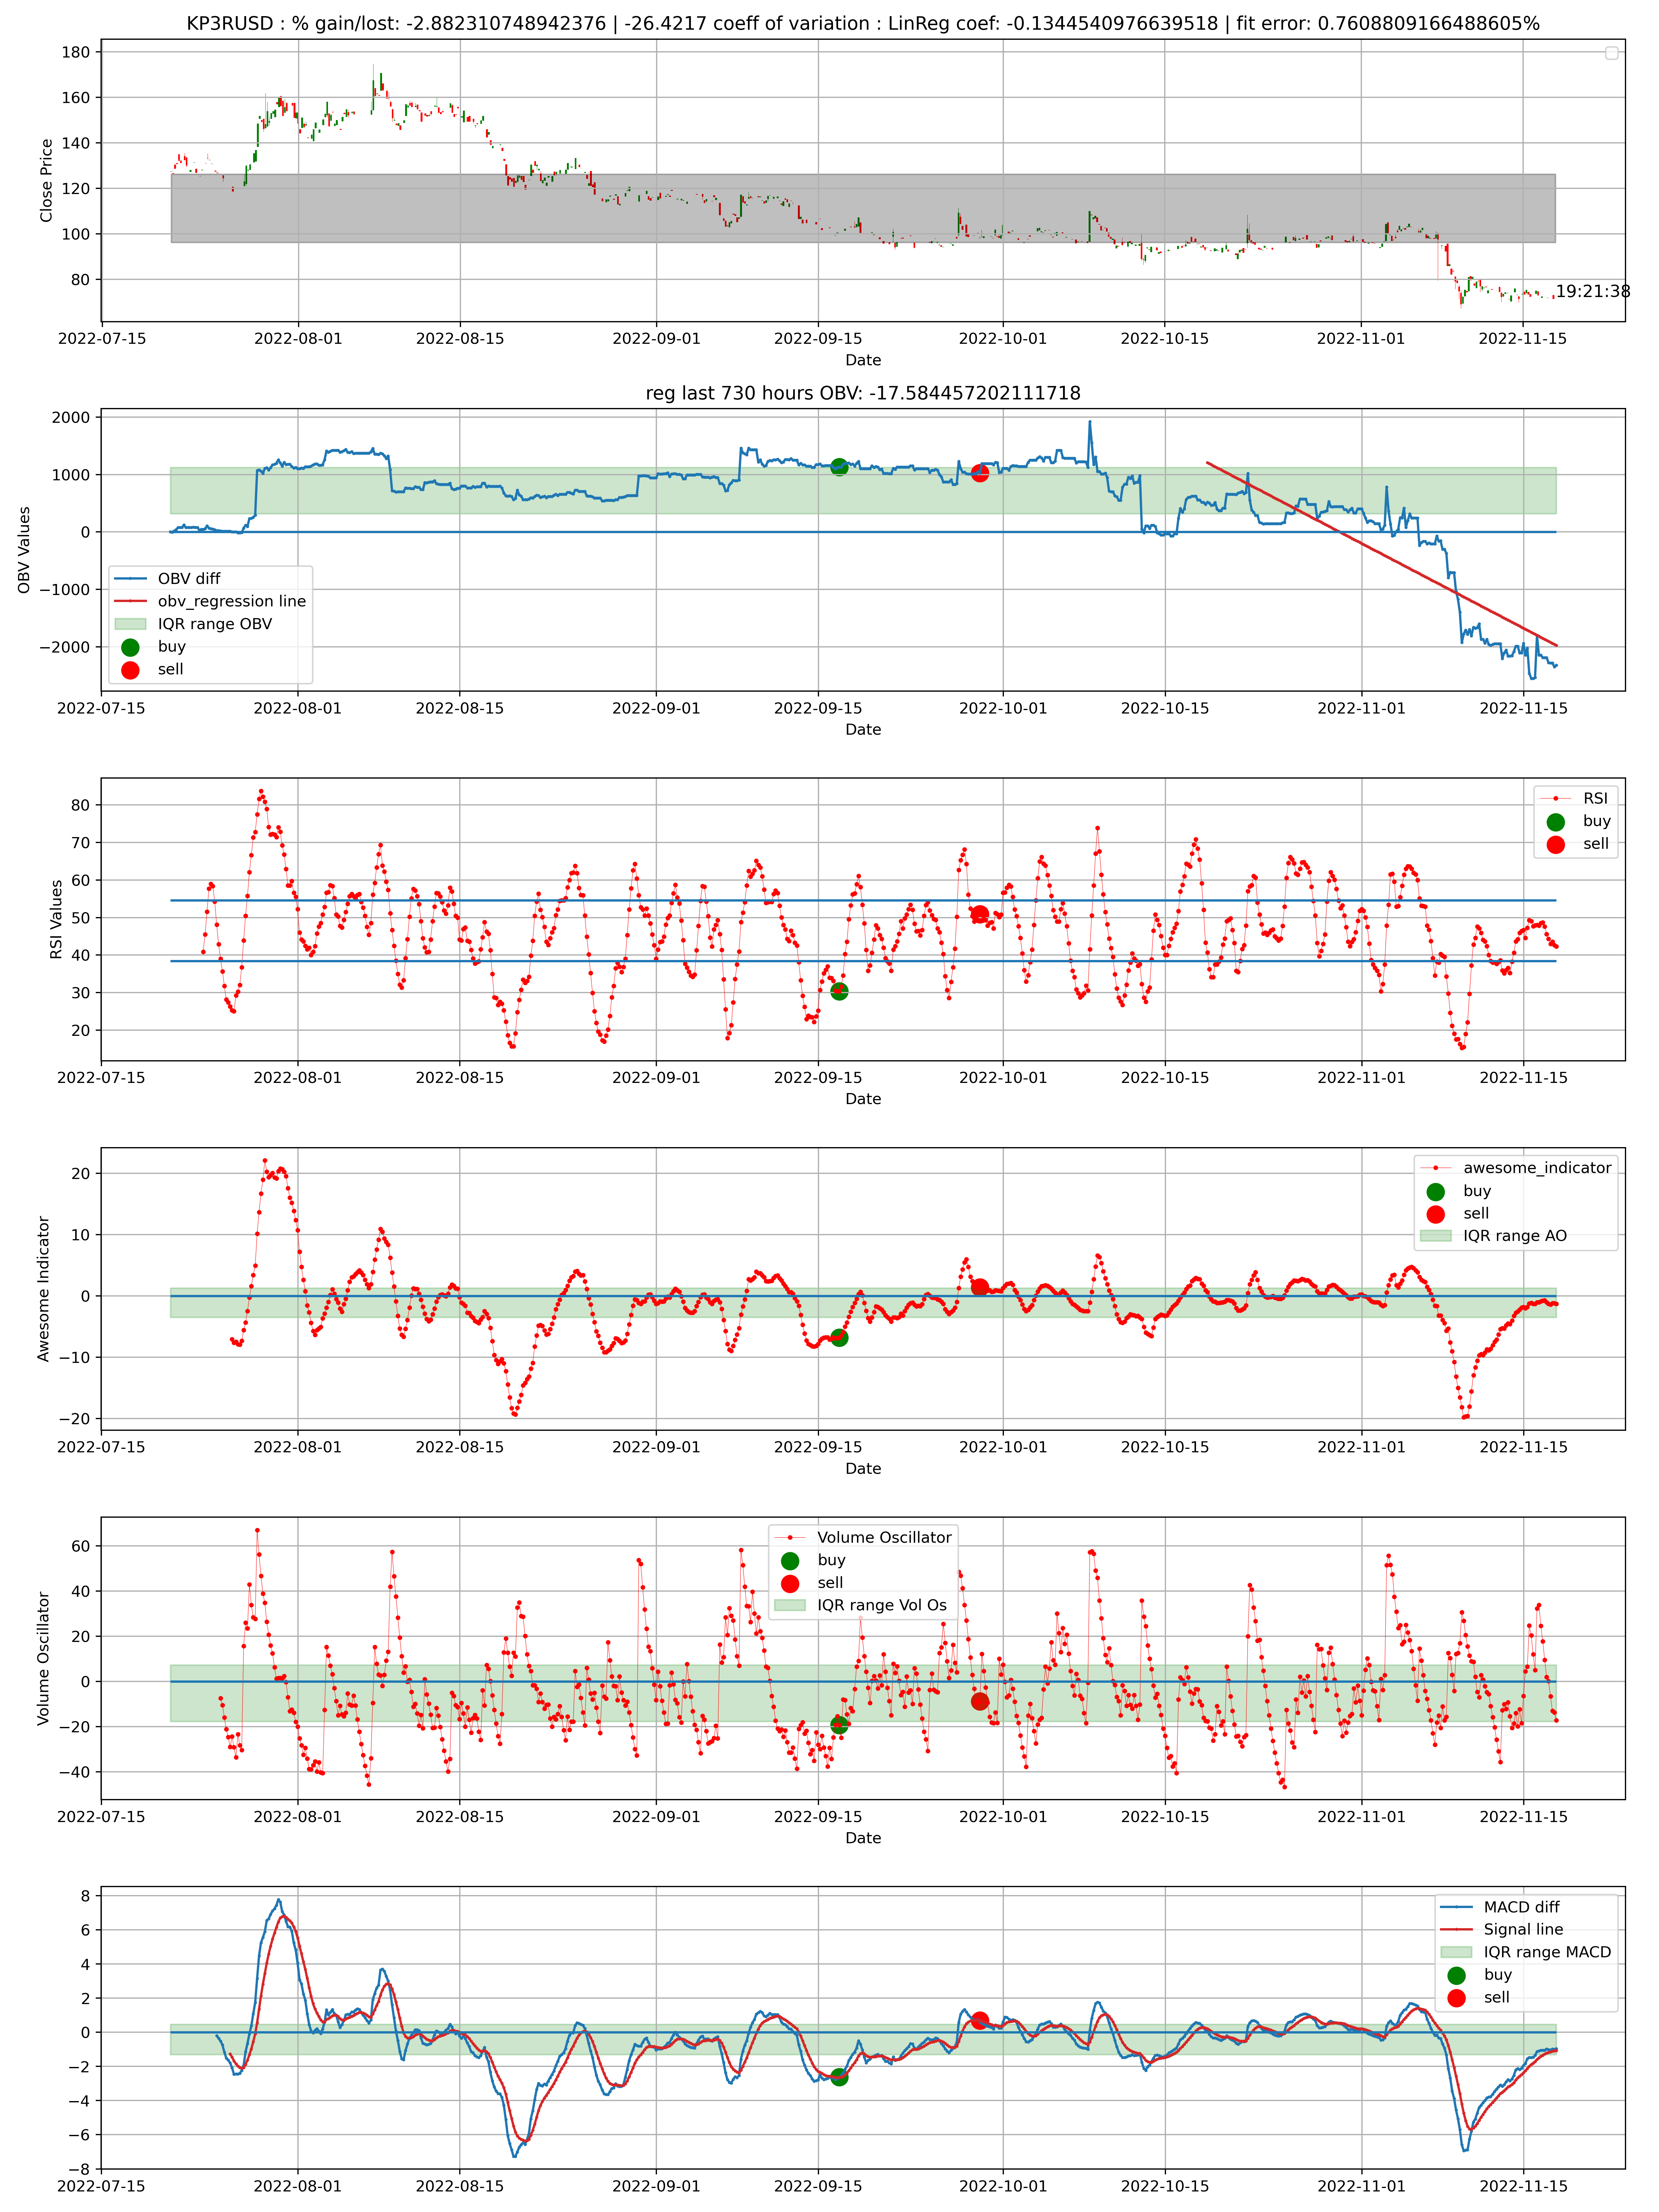 KP3RUSD : % gain/lost: -2.882310748942376 | -26.4217 coeff of variation : LinReg coef: -0.1344540976639518 | fit error: 0.7608809166488605%
180
160
140
120
100
80
Close Price
19:21:38
2022-07-15 2022-08-01 2022-08-15 2022-09-01 2022-09-15 2022-10-01 2022-10-15 2022-11-01 2022-11-15
Date
reg last 730 hours OBV: -17.584457202111718
2000
1000
0
−1000
−2000
OBV Values
OBV diff
obv_regression line
IQR range OBV
buy
sell
2022-07-15 2022-08-01 2022-08-15 2022-09-01 2022-09-15 2022-10-01 2022-10-15 2022-11-01 2022-11-15
Date
80
70
60
50
40
30
20
RSI Values
RSI
buy
sell
2022-07-15 2022-08-01 2022-08-15 2022-09-01 2022-09-15 2022-10-01 2022-10-15 2022-11-01 2022-11-15
Date
20
10
0
−10
−20
Awesome Indicator
awesome_indicator
buy
sell
IQR range AO
2022-07-15 2022-08-01 2022-08-15 2022-09-01 2022-09-15 2022-10-01 2022-10-15 2022-11-01 2022-11-15
Date
60
40
20
0
−20
−40
Volume Oscillator
Volume Oscillator
buy
sell
IQR range Vol Os
2022-07-15 2022-08-01 2022-08-15 2022-09-01 2022-09-15 2022-10-01 2022-10-15 2022-11-01 2022-11-15
Date
8
6
4
2
0
−2
−4
−6
−8
MACD diff
Signal line
IQR range MACD
buy
sell
2022-07-15 2022-08-01 2022-08-15 2022-09-01 2022-09-15 2022-10-01 2022-10-15 2022-11-01 2022-11-15